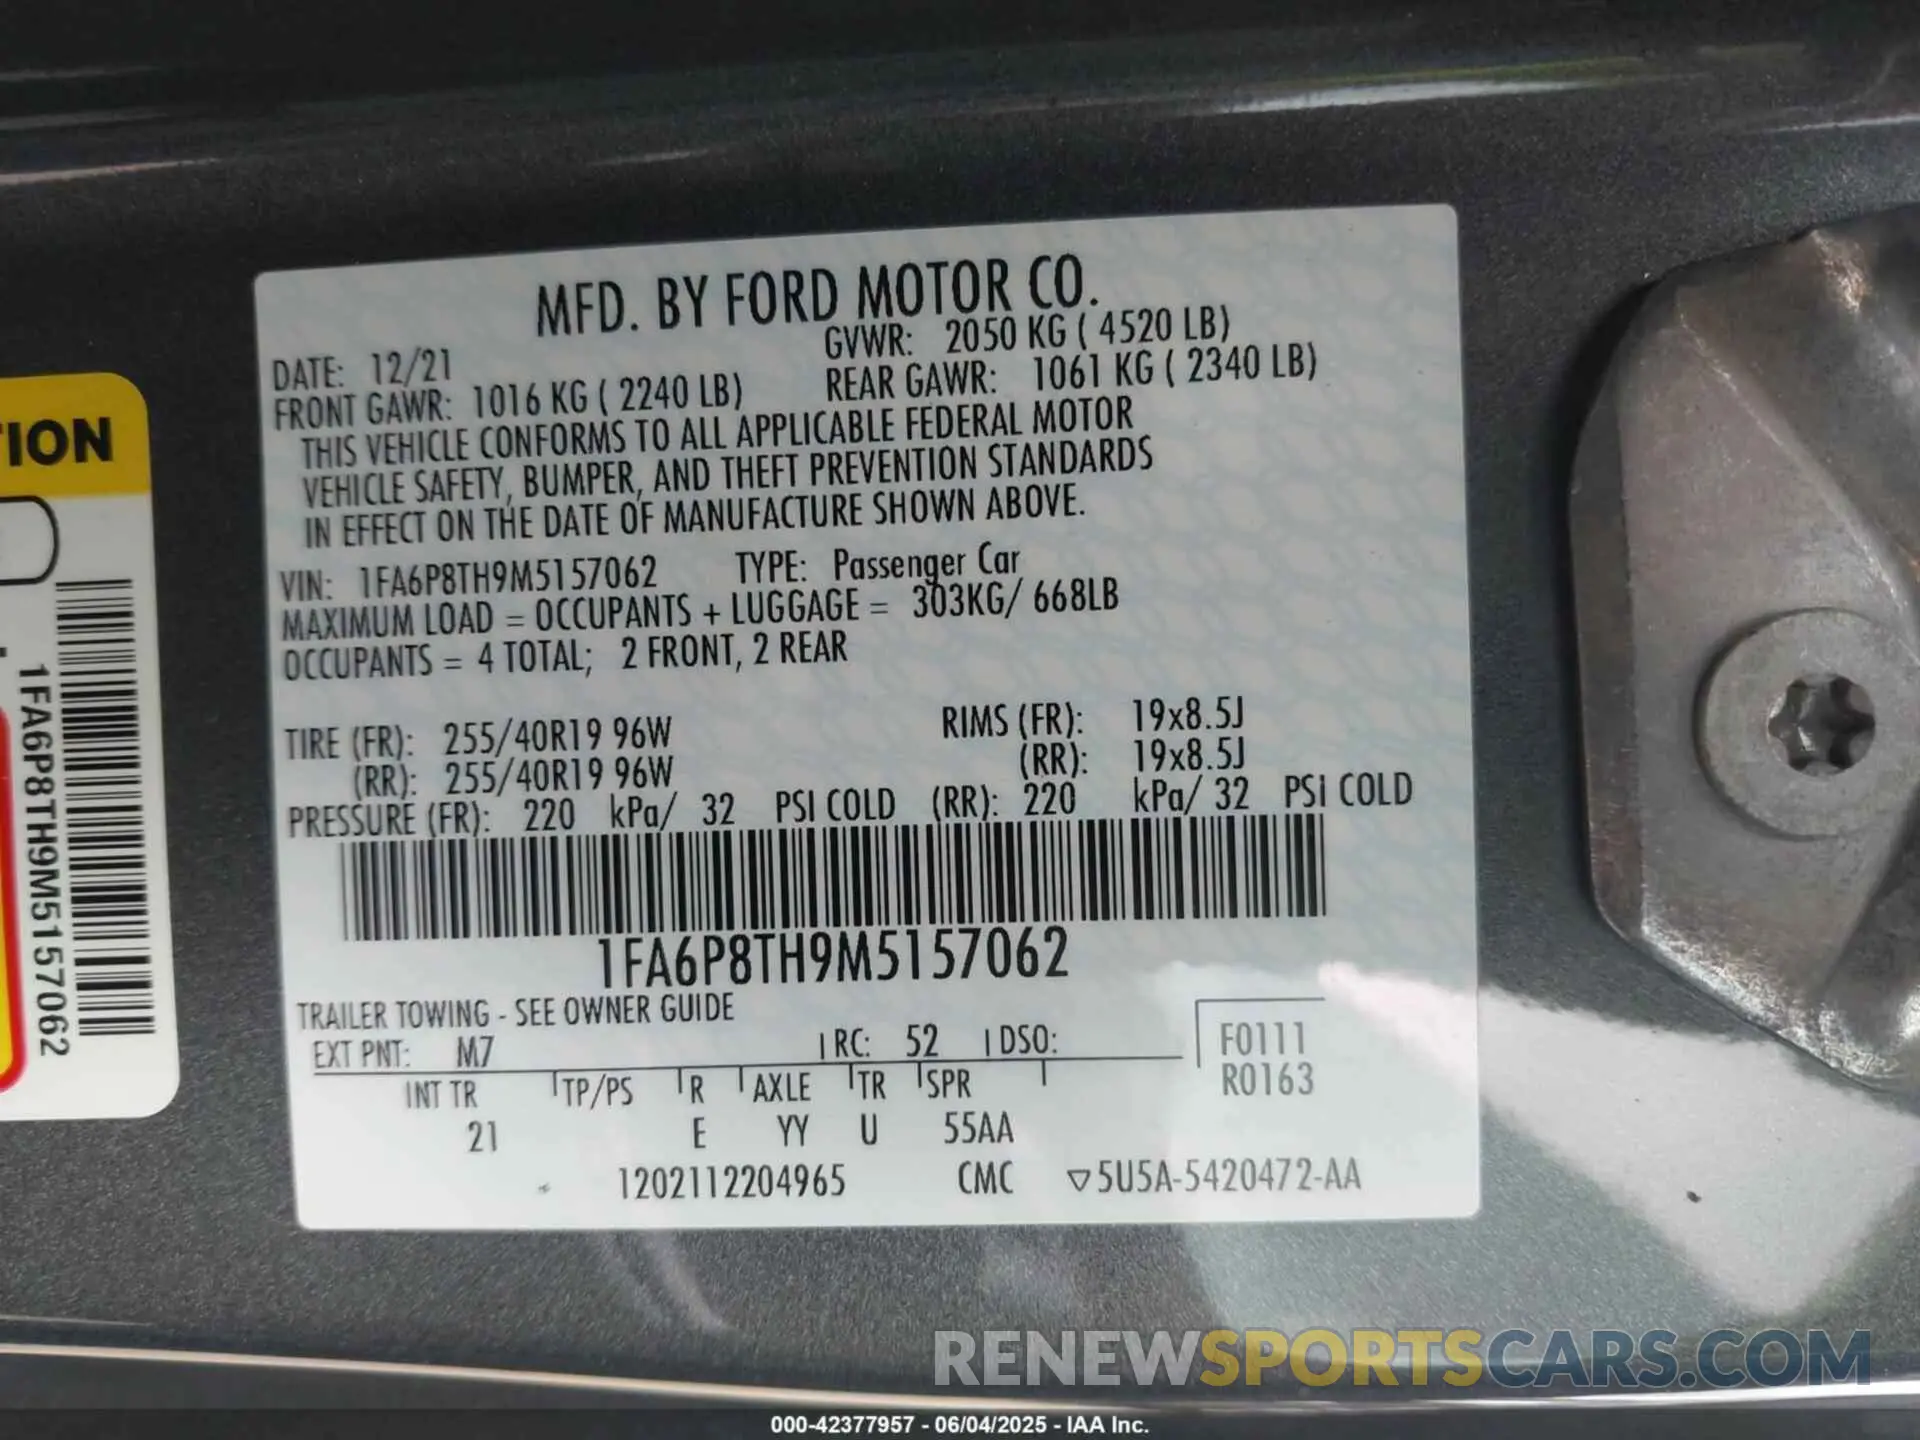 MFD. BY FORD MOTOR CO.
DATE: 12/21 GVWR: 2050 KG ( 4520 LB)
FRONT GAWR: 1016 KG ( 2240 LB) REAR GAWR: 1061 KG ( 2340 LB)
THIS VEHICLE CONFORMS TO ALL APPLICABLE FEDERAL MOTOR
VEHICLE SAFETY, BUMPER, AND THEFT PREVENTION STANDARDS
IN EFFECT ON THE DATE OF MANUFACTURE SHOWN ABOVE.
VIN: 1FA6P8TH9M5157062 TYPE: Passenger Car
MAXIMUM LOAD = OCCUPANTS + LUGGAGE = 303KG/ 668LB
OCCUPANTS = 4 TOTAL; 2 FRONT, 2 REAR
TIRE (FR): 255/40R19 96W RIMS (FR): 19x8.5J
(RR): 255/40R19 96W (RR): 19x8.5J
PRESSURE (FR): 220 kPa/ 32 PSI COLD (RR): 220 kPa/ 32 PSI COLD
1FA6P8TH9M5157062
TRAILER TOWING - SEE OWNER GUIDE
EXT PNT: M7 RC: 52 DSO:
F0111
R0163
INT TR TP/PS R AXLE TR SPR
21 E YY U 55AA
1202112204965 CMC ▽5U5A-5420472-AA
TION
1FA6P8TH9M5157062
RENEWSPORTSCARS.COM
000-42377957 - 06/04/2025 - IAA Inc.